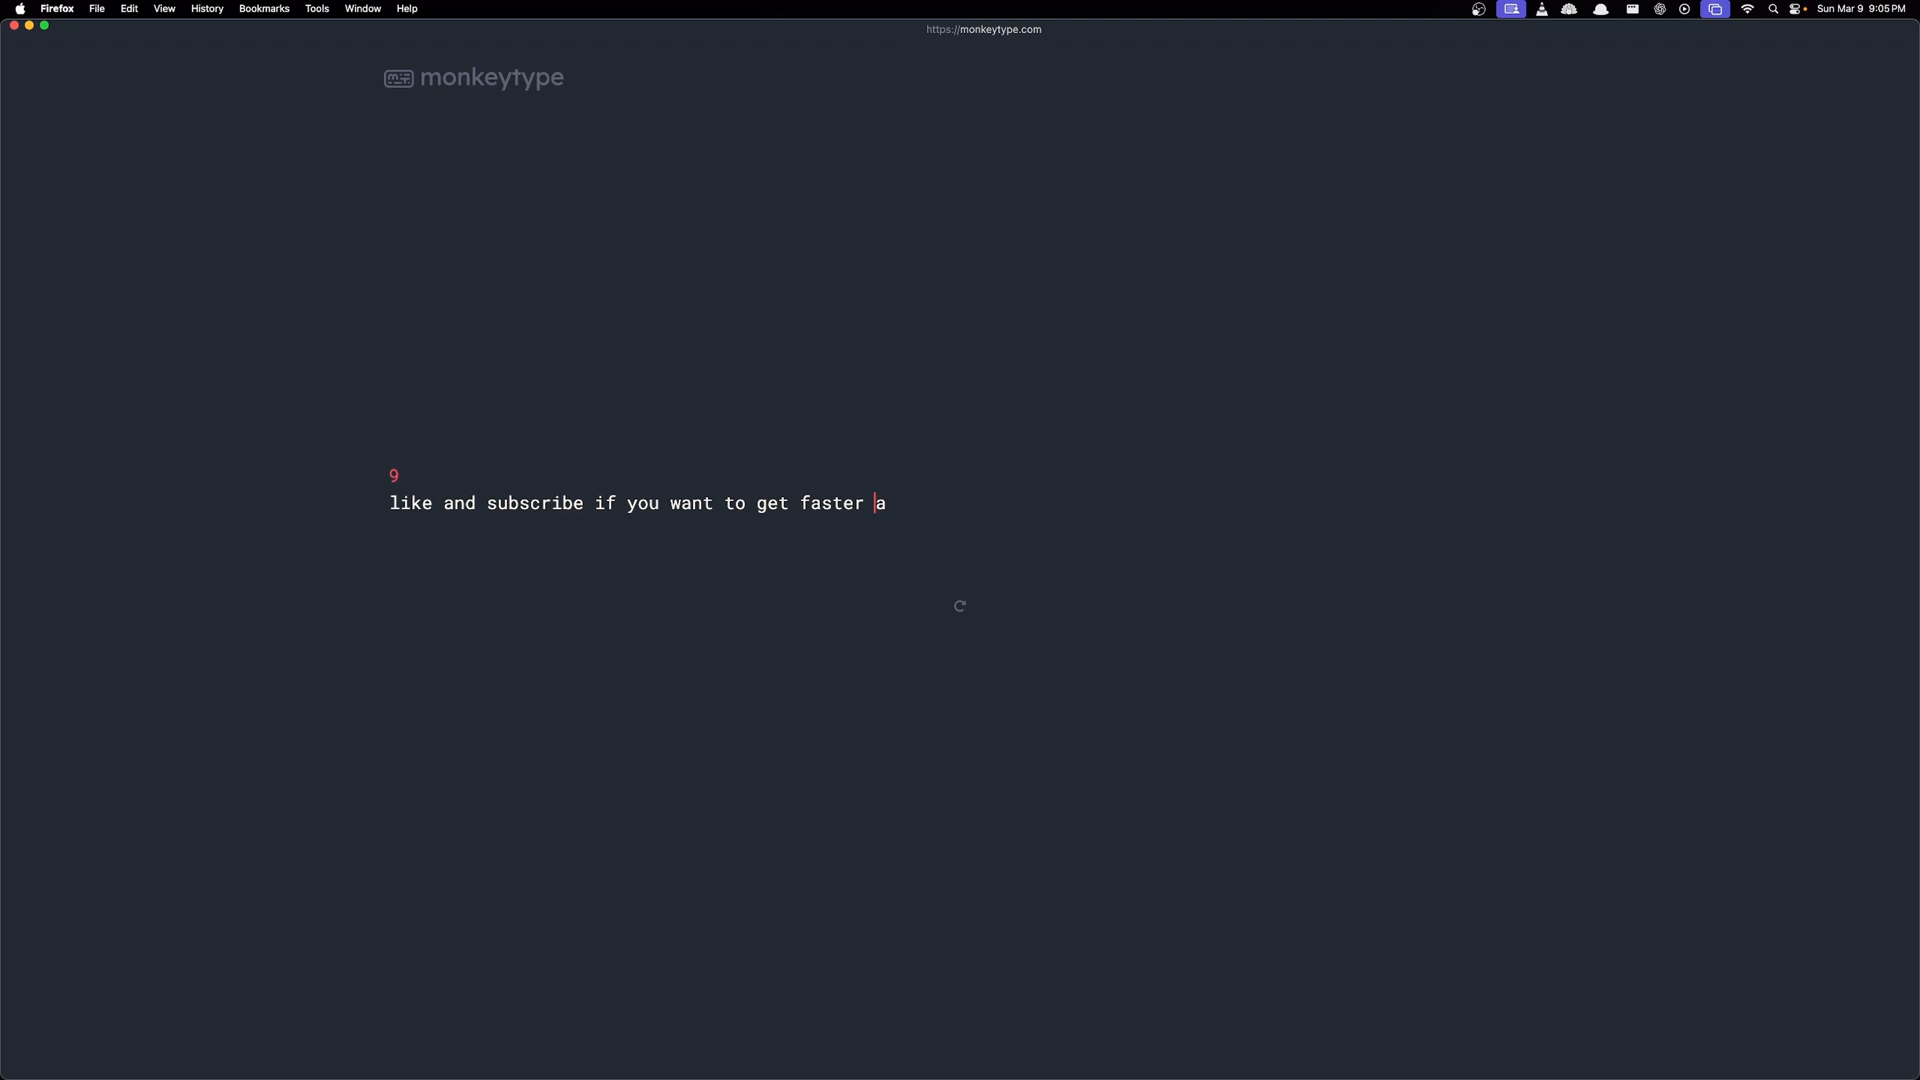 Firefox File Edit View History Bookmarks Tools Window Help Sun Mar 9 9:05 PM
https://monkeytype.com
monkeytype
9
like and subscribe if you want to get faster a